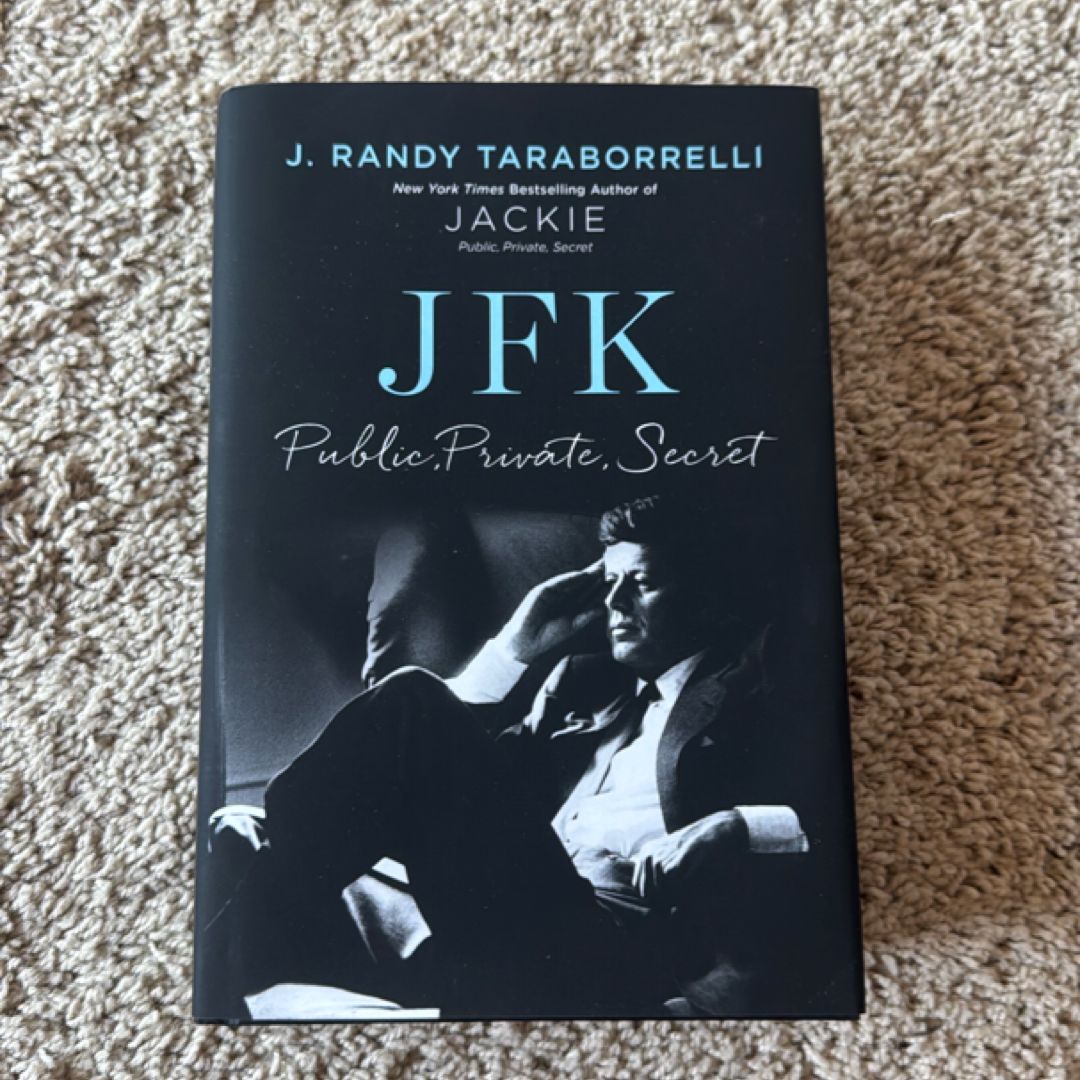 J. RANDY TARABORRELLI
New York Times Bestselling Author of
JACKIE
Public, Private, Secret
JFK
Public, Private, Secret